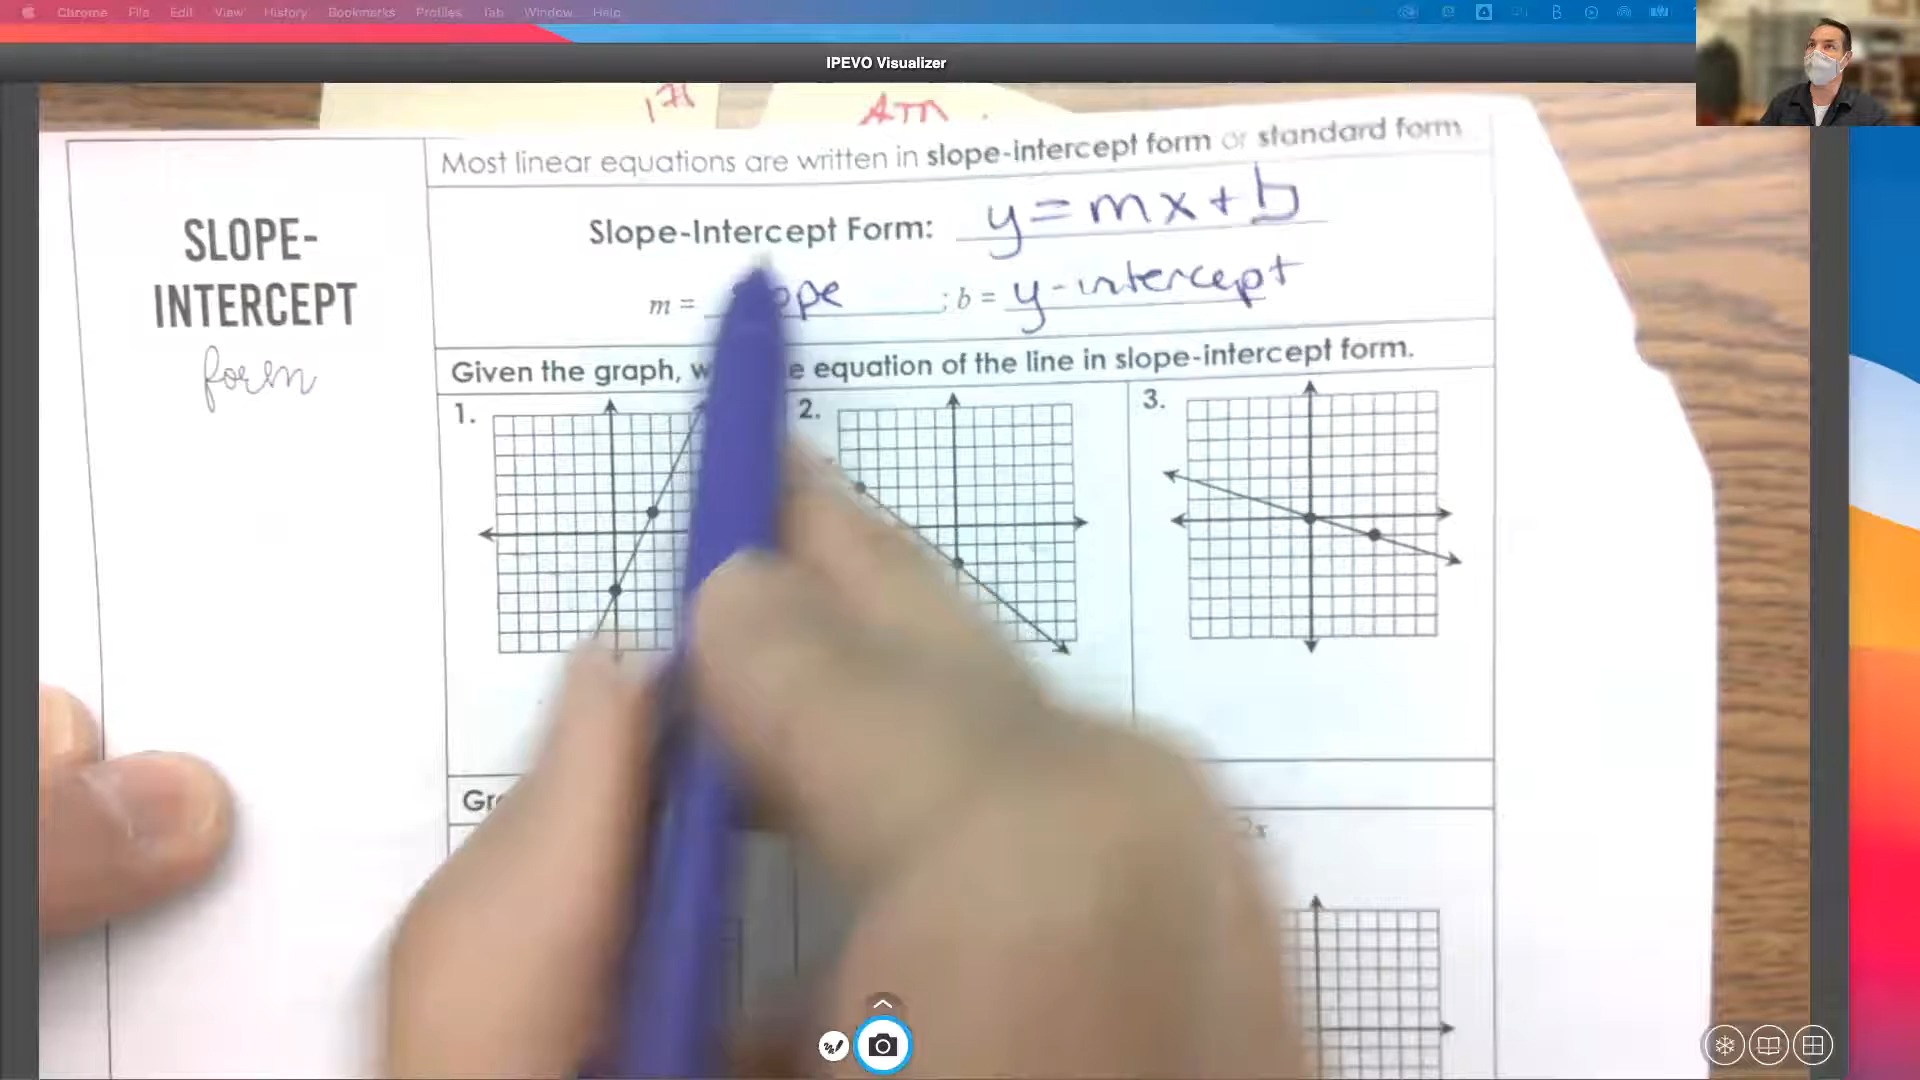 Chrome File Edit View History Bookmarks Profiles Tab Window Help
IPEVO Visualizer
ATM
Most linear equations are written in slope-intercept form or standard form
SLOPE-
INTERCEPT
form
Slope-Intercept Form: y = mx + b
m = slope ; b = y-intercept
Given the graph, equation of the line in slope-intercept form.
1. 2. 3.